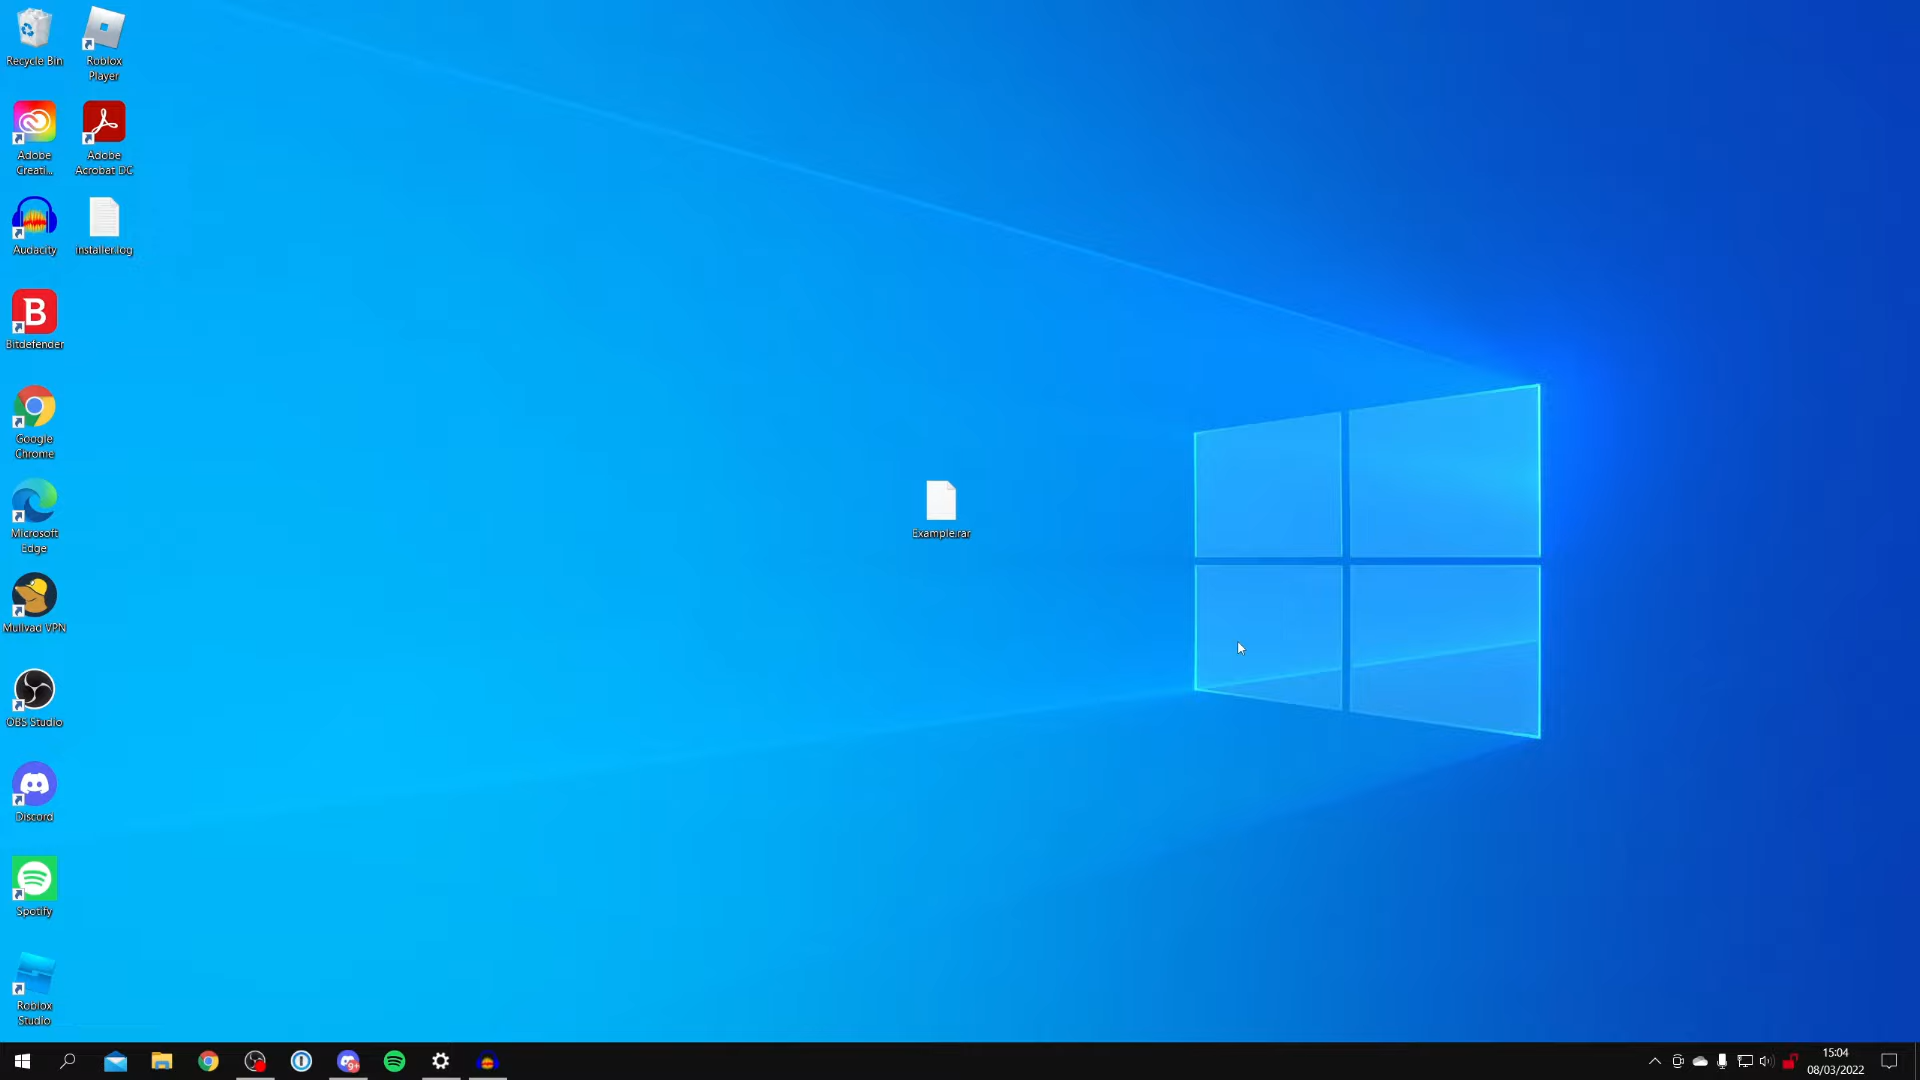 Recycle Bin
Roblox
Player
Adobe
Creati...
Adobe
Acrobat DC
Audacity
installer.log
B
Bitdefender
Google
Chrome
Microsoft
Edge
Example.rar
Mullvad VPN
OBS Studio
Discord
Spotify
Roblox
Studio
9+
15:04
08/03/2022